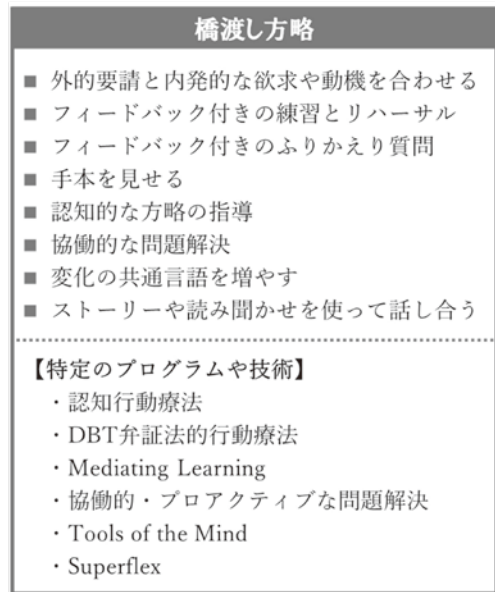 橋渡し方略
■ 外的要請と内発的な欲求や動機を合わせる
■ フィードバック付きの練習とリハーサル
■ フィードバック付きのふりかえり質問
■ 手本を見せる
■ 認知的な方略の指導
■ 協働的な問題解決
■ 変化の共通言語を増やす
■ ストーリーや読み聞かせを使って話し合う
【特定のプログラムや技術】
・認知行動療法
・DBT弁証法的行動療法
・Mediating Learning
・協働的・プロアクティブな問題解決
・Tools of the Mind
・Superflex